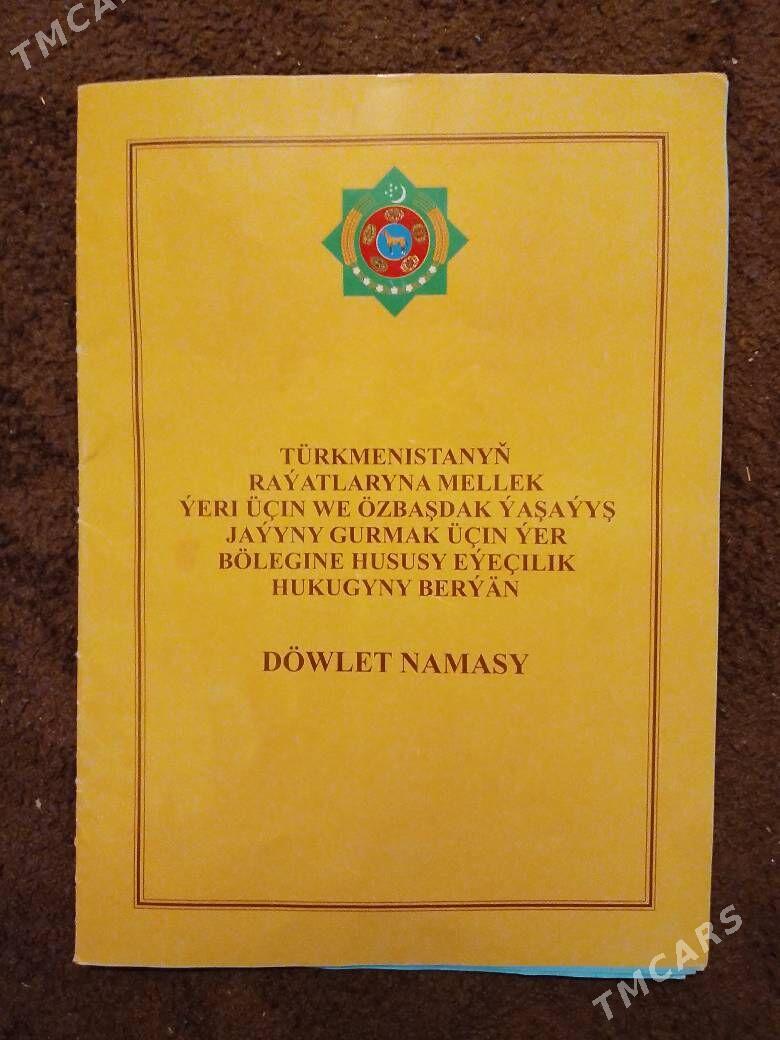 TMCARS
TÜRKMENISTANYŇ
RAÝATLARYNA MELLEK
ÝERI ÜÇIN WE ÖZBAŞDAK ÝAŞAÝYŞ
JAÝYNY GURMAK ÜÇIN ÝER
BÖLEGINE HUSUSY EÝEÇILIK
HUKUGYNY BERÝÄN
DÖWLET NAMASY
TMCARS